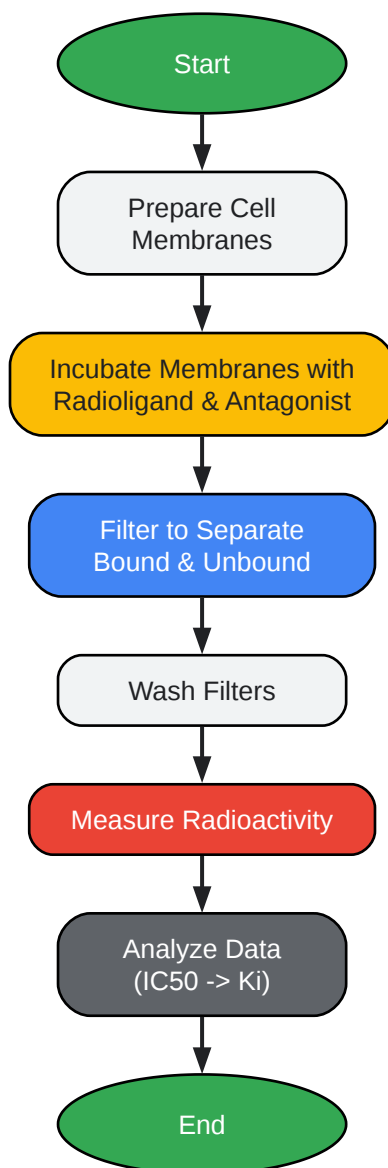 Start
Prepare Cell
Membranes
Incubate Membranes with
Radioligand & Antagonist
Filter to Separate
Bound & Unbound
Wash Filters
Measure Radioactivity
Analyze Data
(IC50 -> Ki)
End